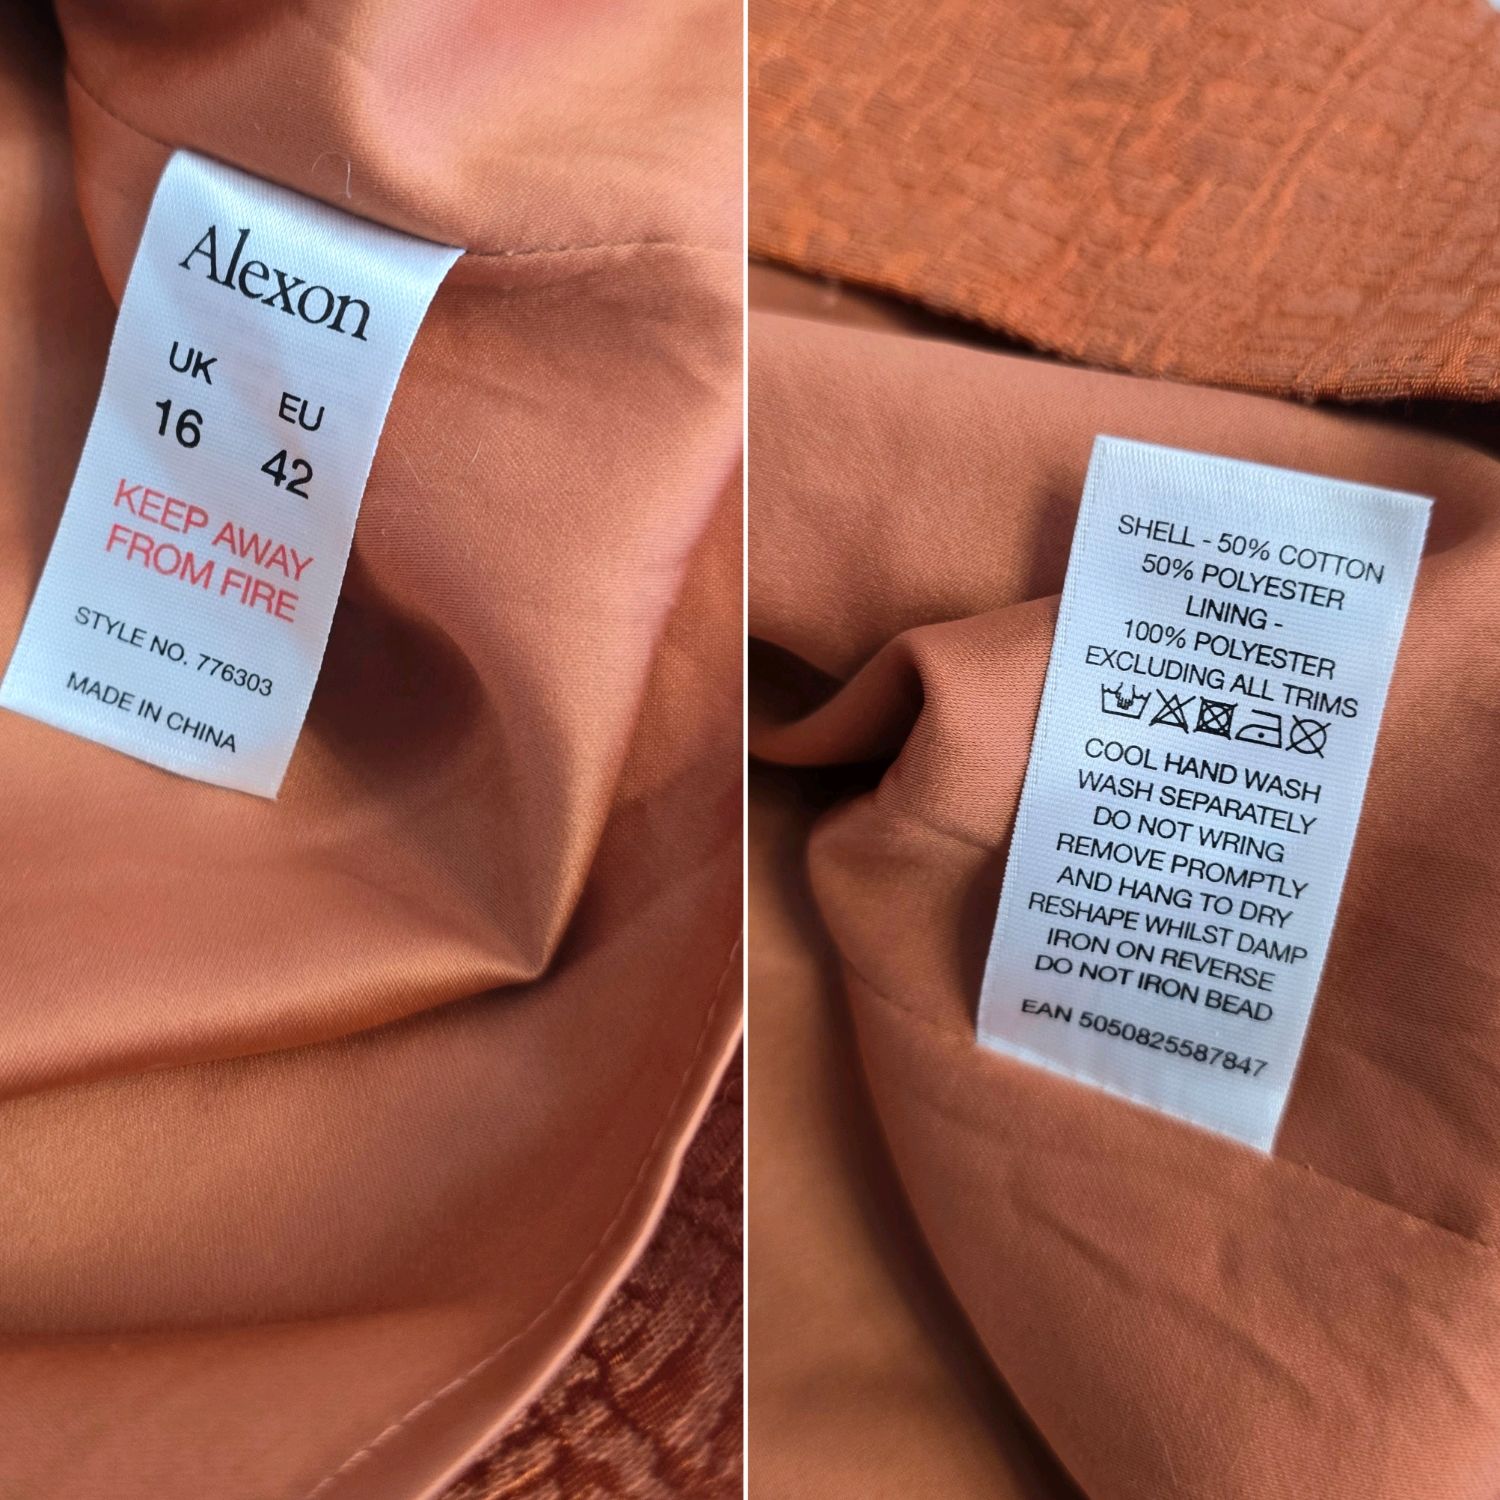 Alexon
UK EU
16 42
KEEP AWAY
FROM FIRE
STYLE NO. 776303
MADE IN CHINA
SHELL - 50% COTTON
50% POLYESTER
LINING -
100% POLYESTER
EXCLUDING ALL TRIMS
COOL HAND WASH
WASH SEPARATELY
DO NOT WRING
REMOVE PROMPTLY
AND HANG TO DRY
RESHAPE WHILST DAMP
IRON ON REVERSE
DO NOT IRON BEAD
EAN 5050825587847